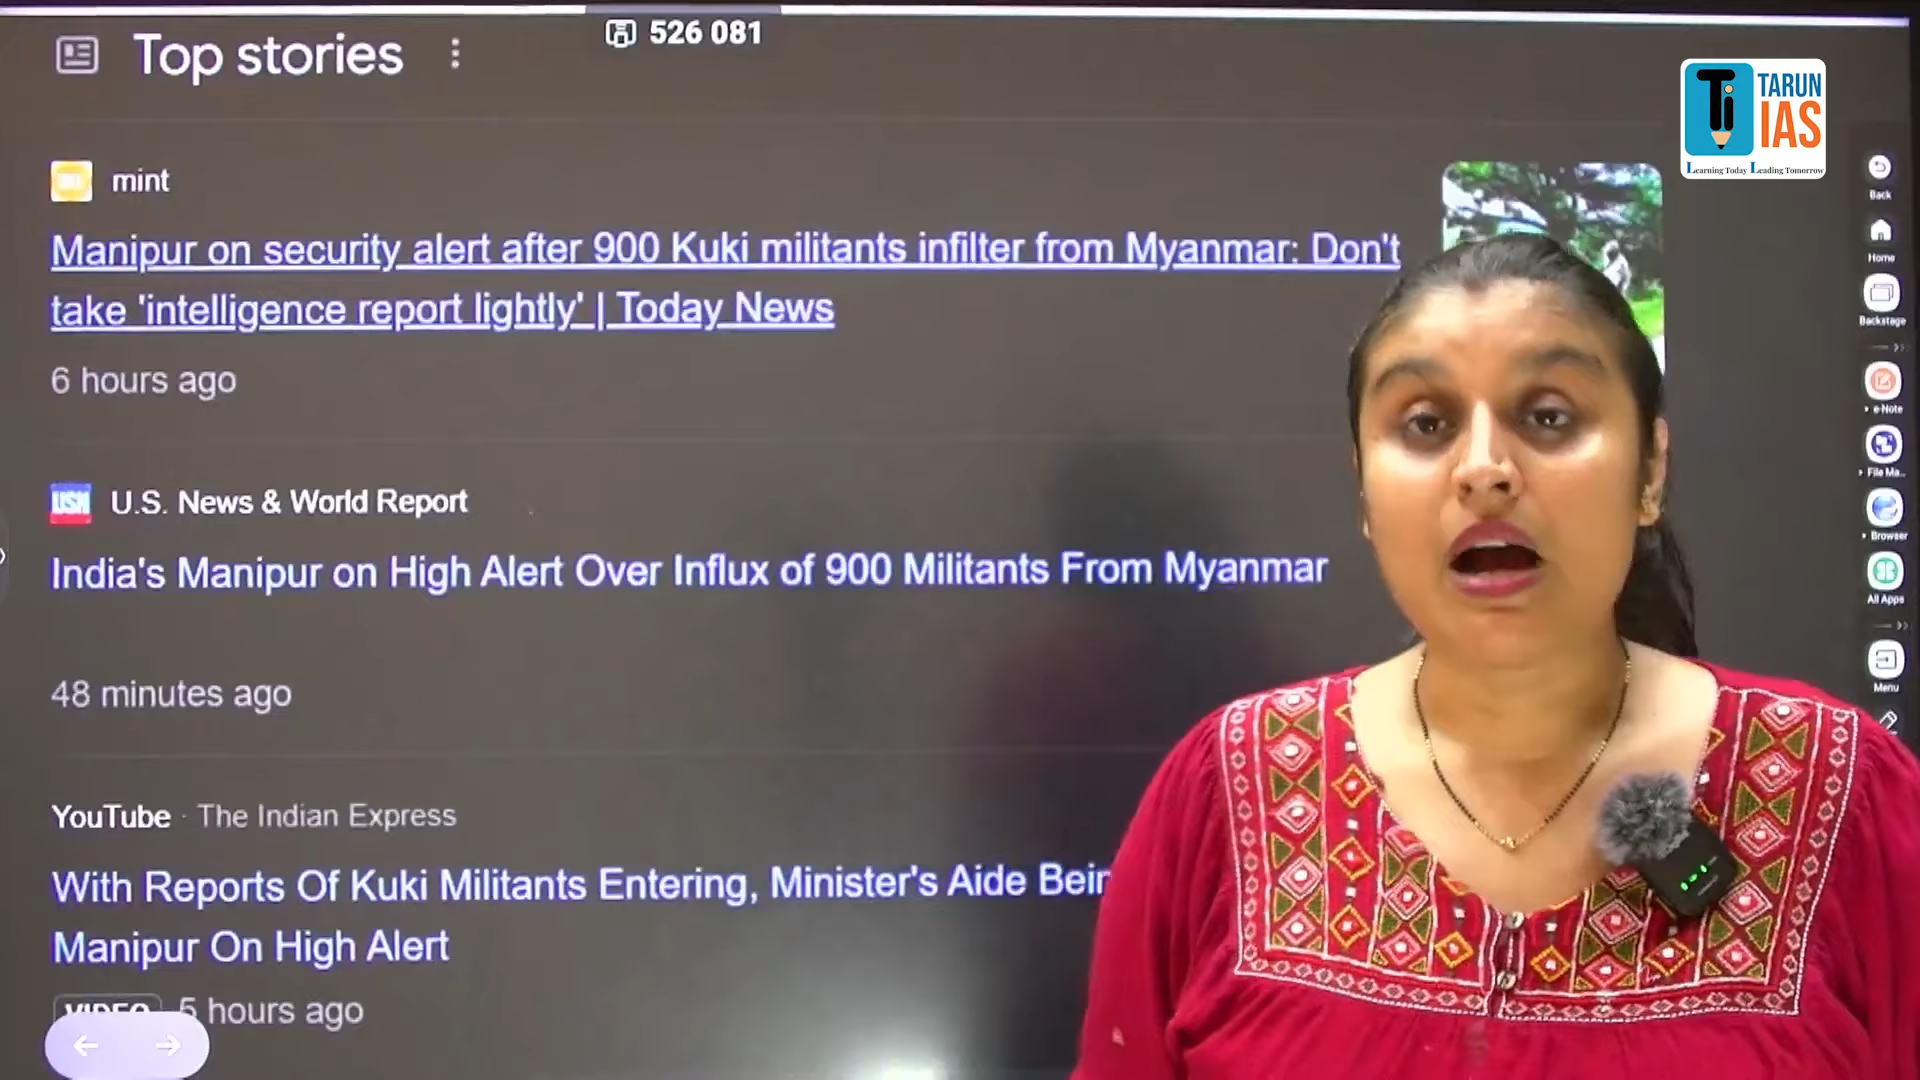 526 081
Top stories
TARUN
IAS
Learning Today Leading Tomorrow
mint
Manipur on security alert after 900 Kuki militants infilter from Myanmar: Don't
take 'intelligence report lightly' | Today News
6 hours ago
USN U.S. News & World Report
India's Manipur on High Alert Over Influx of 900 Militants From Myanmar
48 minutes ago
YouTube · The Indian Express
With Reports Of Kuki Militants Entering, Minister's Aide Bein
Manipur On High Alert
VIDEO 5 hours ago
Back
Home
Backstage
e-Note
File Ma...
Browser
All Apps
Menu